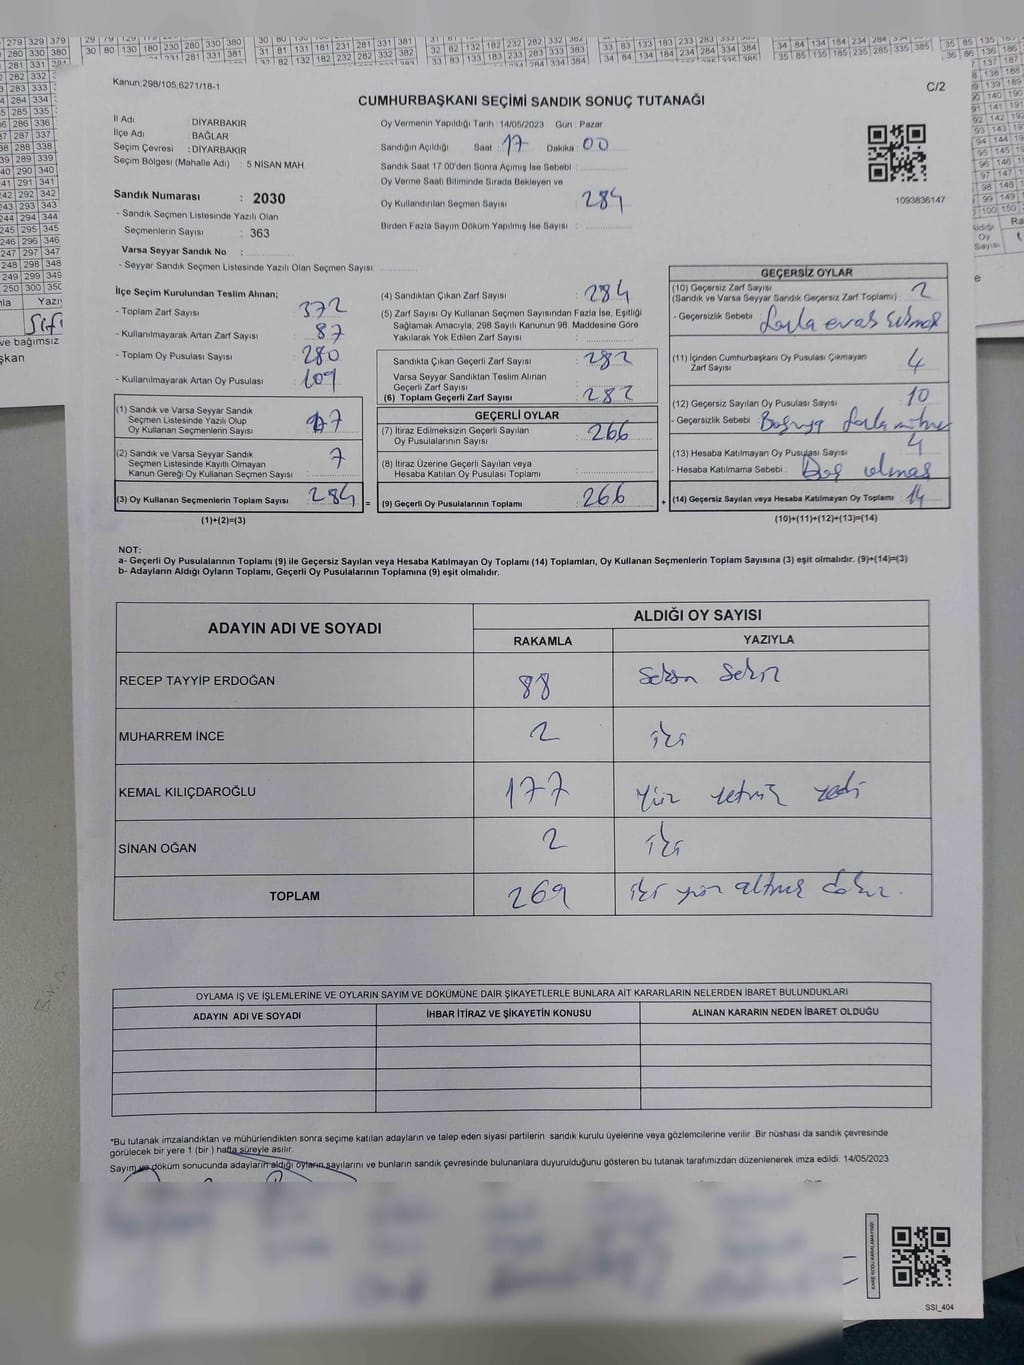 Kanun:298/105,6271/18-1
C/2
CUMHURBAŞKANI SEÇİMİ SANDIK SONUÇ TUTANAĞI
İl Adı : DİYARBAKIR
İlçe Adı : BAĞLAR
Seçim Çevresi : DİYARBAKIR
Seçim Bölgesi (Mahalle Adı) : 5 NİSAN MAH
Sandık Numarası : 2030
- Sandık Seçmen Listesinde Yazılı Olan
Seçmenlerin Sayısı : 363
Varsa Seyyar Sandık No :
- Seyyar Sandık Seçmen Listesinde Yazılı Olan Seçmen Sayısı
Oy Vermenin Yapıldığı Tarih :14/05/2023 Gün : Pazar
Sandığın Açıldığı Saat 17 Dakika 00
Sandık Saat 17.00'den Sonra Açımış İse Sebebi :
Oy Verme Saati Bitiminde Sırada Bekleyen ve
Oy Kullandırılan Seçmen Sayısı : 284
Birden Fazla Sayım Döküm Yapılmış İse Sayısı :
1093836147
İlçe Seçim Kurulundan Teslim Alınan;
- Toplam Zarf Sayısı : 372
- Kullanılmayarak Artan Zarf Sayısı : 87
- Toplam Oy Pusulası Sayısı : 280
- Kullanılmayarak Artan Oy Pusulası : 109
(1) Sandık ve Varsa Seyyar Sandık
Seçmen Listesinde Yazılı Olup
Oy Kullanan Seçmenlerin Sayısı
(2) Sandık ve Varsa Seyyar Sandık
Seçmen Listesinde Kayıtlı Olmayan
Kanun Gereği Oy Kullanan Seçmen Sayısı : 7
(3) Oy Kullanan Seçmenlerin Toplam Sayısı : 284
(1)+(2)=(3)
(4) Sandıktan Çıkan Zarf Sayısı : 284
(5) Zarf Sayısı Oy Kullanan Seçmen Sayısından Fazla İse, Eşitliği
Sağlamak Amacıyla, 298 Sayılı Kanunun 98. Maddesine Göre
Yakılarak Yok Edilen Zarf Sayısı :
Sandıkta Çıkan Geçerli Zarf Sayısı : 282
Varsa Seyyar Sandıktan Teslim Alınan
Geçerli Zarf Sayısı :
(6) Toplam Geçerli Zarf Sayısı : 282
GEÇERLİ OYLAR
(7) İtiraz Edilmeksizin Geçerli Sayılan
Oy Pusulalarının Sayısı : 266
(8) İtiraz Üzerine Geçerli Sayılan veya
Hesaba Katılan Oy Pusulası Toplamı :
(9) Geçerli Oy Pusulalarının Toplamı : 266
GEÇERSİZ OYLAR
(10) Geçersiz Zarf Sayısı : 2
(Sandık ve Varsa Seyyar Sandık Geçersiz Zarf Toplamı)
- Geçersizlik Sebebi : fazla evat
(11) İçinden Cumhurbaşkanı Oy Pusulası Çıkmayan
Zarf Sayısı : 4
(12) Geçersiz Sayılan Oy Pusulası Sayısı : 10
- Geçersizlik Sebebi : fazla mühür
(13) Hesaba Katılmayan Oy Pusulası Sayısı : 4
- Hesaba Katılmama Sebebi : Boş olması
(14) Geçersiz Sayılan veya Hesaba Katılmayan Oy Toplamı : 14
(10)+(11)+(12)+(13)=(14)
NOT:
a- Geçerli Oy Pusulalarının Toplamı (9) ile Geçersiz Sayılan veya Hesaba Katılmayan Oy Toplamı (14) Toplamları, Oy Kullanan Seçmenlerin Toplam Sayısına (3) eşit olmalıdır. (9)+(14)=(3)
b- Adayların Aldığı Oyların Toplamı, Geçerli Oy Pusulalarının Toplamına (9) eşit olmalıdır.
ADAYIN ADI VE SOYADI
ALDIĞI OY SAYISI
RAKAMLA YAZIYLA
RECEP TAYYİP ERDOĞAN 88 Seksen Sekiz
MUHARREM İNCE 2 iki
KEMAL KILIÇDAROĞLU 177 Yüz yetmiş yedi
SİNAN OĞAN 2 iki
TOPLAM 269 iki yüz altmış dokuz.
OYLAMA İŞ VE İŞLEMLERİNE VE OYLARIN SAYIM VE DÖKÜMÜNE DAİR ŞİKAYETLERLE BUNLARA AİT KARARLARIN NELERDEN İBARET BULUNDUKLARI
ADAYIN ADI VE SOYADI İHBAR İTİRAZ VE ŞİKAYETİN KONUSU ALINAN KARARIN NEDEN İBARET OLDUĞU
*Bu tutanak imzalandıktan ve mühürlendikten sonra seçime katılan adayların ve talep eden siyasi partilerin sandık kurulu üyelerine veya gözlemcilerine verilir .Bir nüshası da sandık çevresinde
görülecek bir yere 1 (bir ) hafta süreyle asılır.
Sayım ve döküm sonucunda adayların aldığı oyların sayılarını ve bunların sandık çevresinde bulunanlara duyurulduğunu gösteren bu tutanak tarafımızdan düzenlenerek imza edildi. 14/05/2023
SSI_404